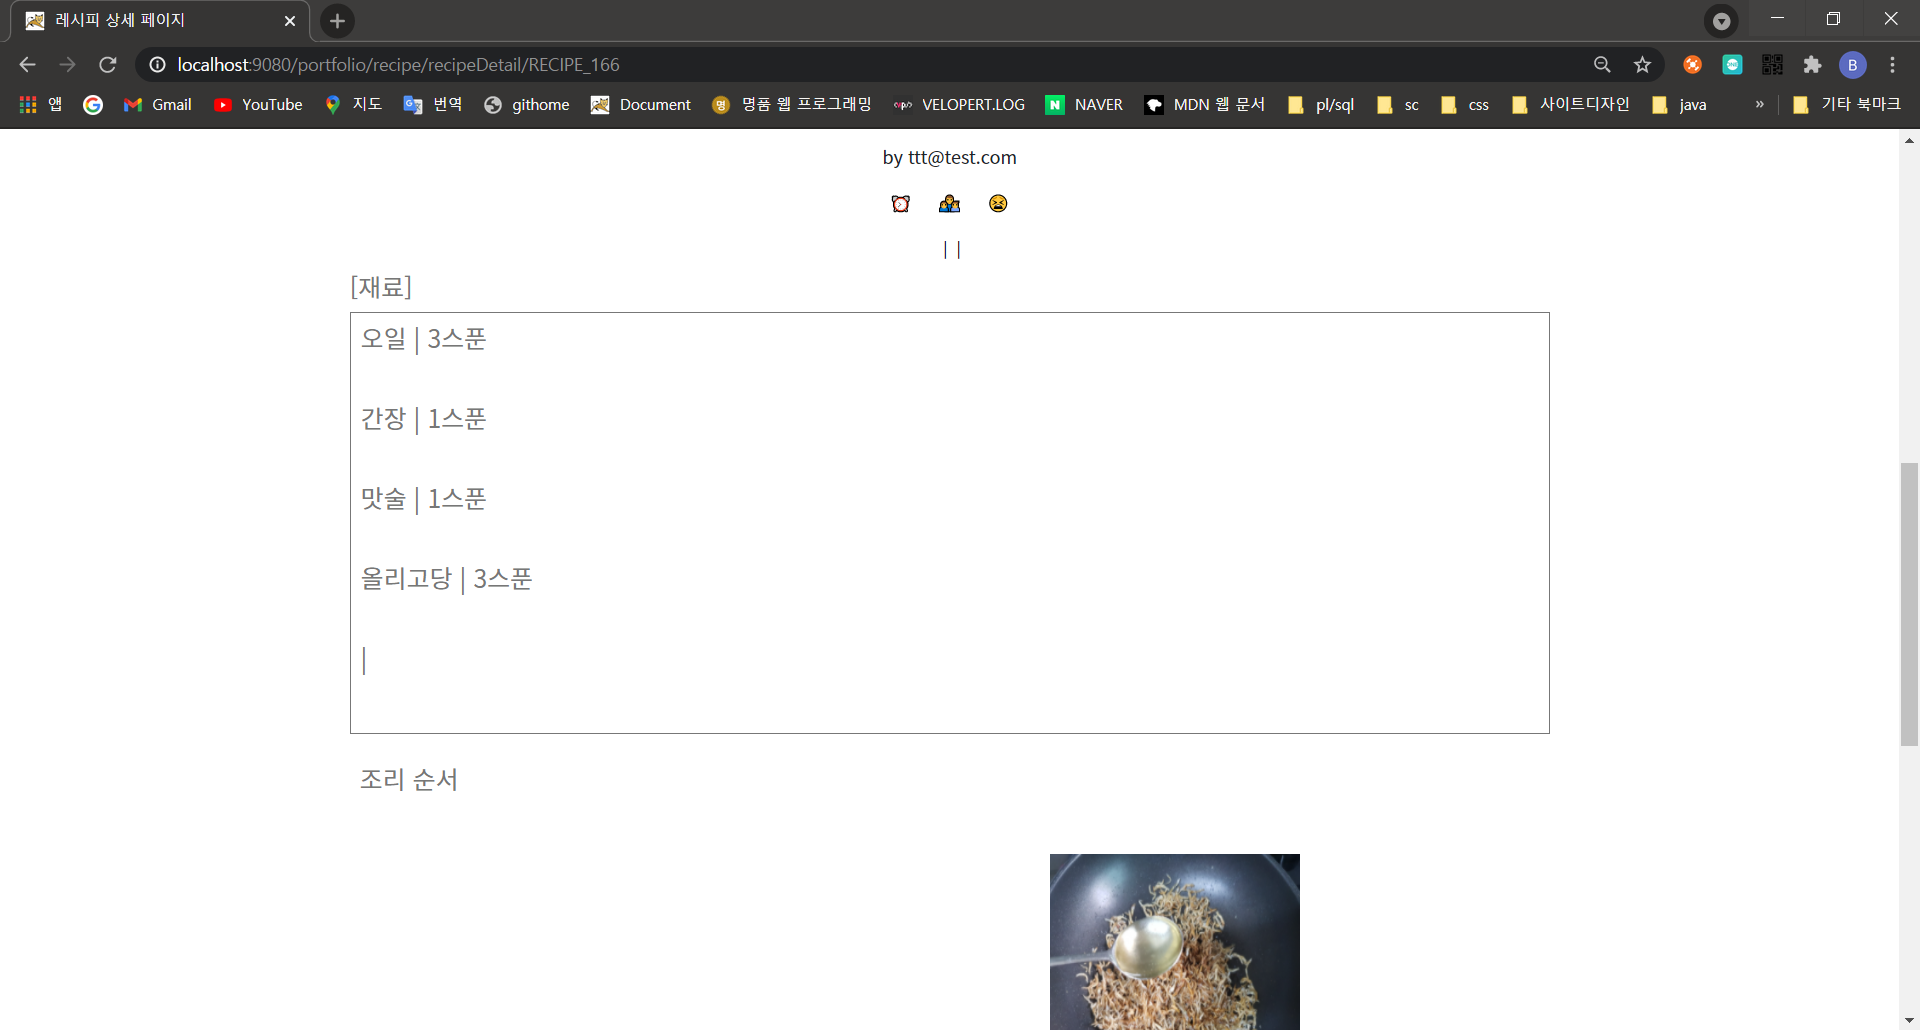 레시피 상세 페이지
localhost:9080/portfolio/recipe/recipeDetail/RECIPE_166
B
앱 Gmail YouTube 지도 번역 githome Document 명품 웹 프로그래밍 VELOPERT.LOG NAVER MDN 웹 문서 pl/sql sc css 사이트디자인 java » 기타 북마크
by ttt@test.com
| |
[재료]
오일 | 3스푼
간장 | 1스푼
맛술 | 1스푼
올리고당 | 3스푼
|
조리 순서